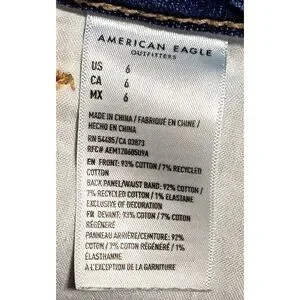 AMERICAN EAGLE
OUTFITTERS
US 6
CA 6
MX 6
MADE IN CHINA / FABRIQUÉ EN CHINE /
HECHO EN CHINA
RN 54485/CA 03873
RFC# AEM120685U9A
EN FRONT: 93% COTTON / 7% RECYCLED
COTTON
BACK PANEL/WAIST BAND: 92% COTTON /
7% RECYCLED COTTON / 1% ELASTANE
EXCLUSIVE OF DECORATION
FR DEVANT: 93% COTON / 7% COTON
RÉGÉNÉRÉ
PANNEAU ARRIÈRE/CEINTURE: 92%
COTON / 7% COTON RÉGÉNÉRÉ / 1%
ÉLASTHANNE
À L'EXCEPTION DE LA GARNITURE